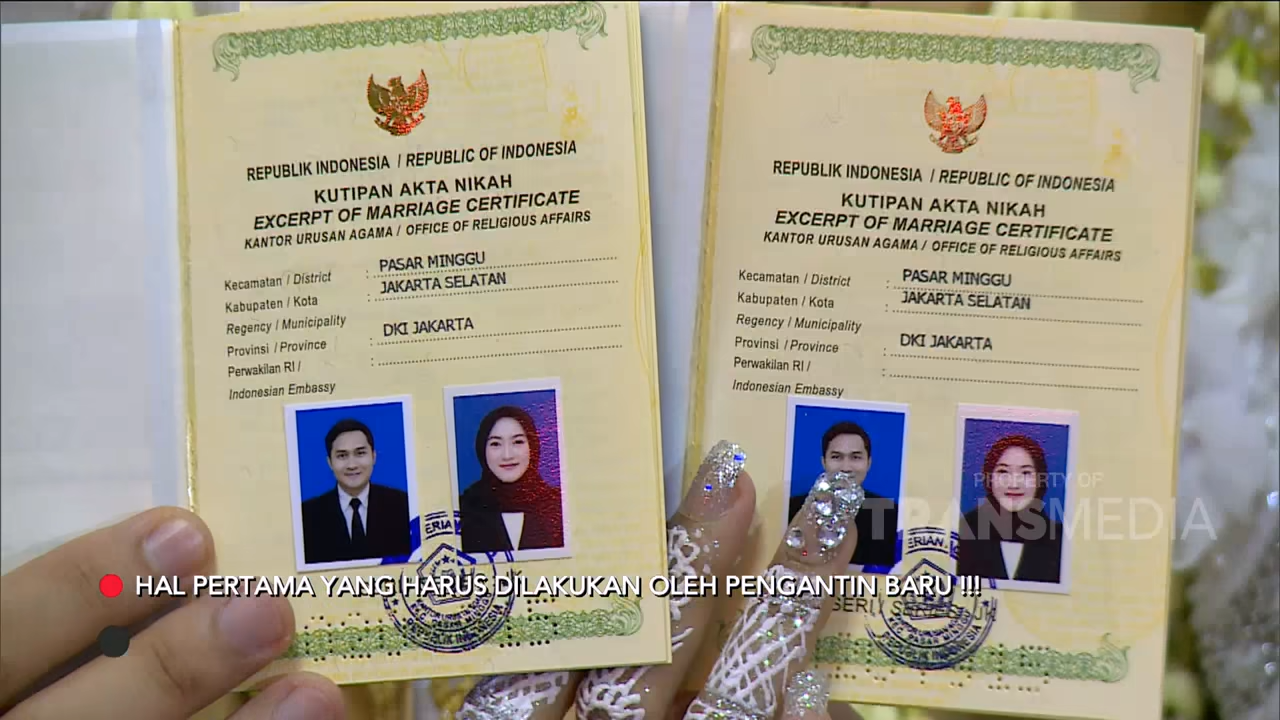 REPUBLIK INDONESIA / REPUBLIC OF INDONESIA
KUTIPAN AKTA NIKAH
EXCERPT OF MARRIAGE CERTIFICATE
KANTOR URUSAN AGAMA / OFFICE OF RELIGIOUS AFFAIRS
Kecamatan / District : PASAR MINGGU
Kabupaten / Kota : JAKARTA SELATAN
Regency / Municipality
Provinsi / Province : DKI JAKARTA
Perwakilan RI / :
Indonesian Embassy
REPUBLIK INDONESIA / REPUBLIC OF INDONESIA
KUTIPAN AKTA NIKAH
EXCERPT OF MARRIAGE CERTIFICATE
KANTOR URUSAN AGAMA / OFFICE OF RELIGIOUS AFFAIRS
Kecamatan / District : PASAR MINGGU
Kabupaten / Kota : JAKARTA SELATAN
Regency / Municipality
Provinsi / Province : DKI JAKARTA
Perwakilan RI / :
Indonesian Embassy
PROPERTY OF
TRANSMEDIA
HAL PERTAMA YANG HARUS DILAKUKAN OLEH PENGANTIN BARU !!!